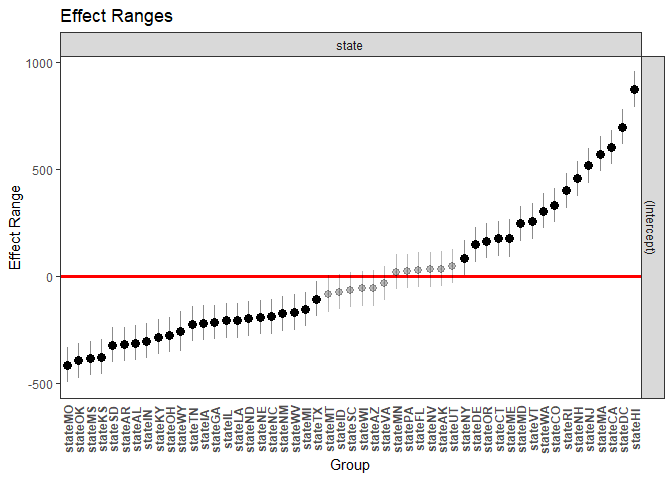 Effect Ranges
state
1000
500
0
-500
Effect Range
(Intercept)
stateMO
stateOK
stateMS
stateKS
stateSD
stateAR
stateAL
stateIN
stateKY
stateOH
stateWY
stateTN
stateIA
stateGA
stateIL
stateLA
stateND
stateNE
stateNC
stateNM
stateWV
stateMI
stateTX
stateMT
stateID
stateSC
stateWI
stateAZ
stateVA
stateMN
statePA
stateFL
stateNV
stateAK
stateUT
stateNY
stateDE
stateOR
stateCT
stateME
stateMD
stateVT
stateWA
stateCO
stateRI
stateNH
stateNJ
stateMA
stateCA
stateDC
stateHI
Group